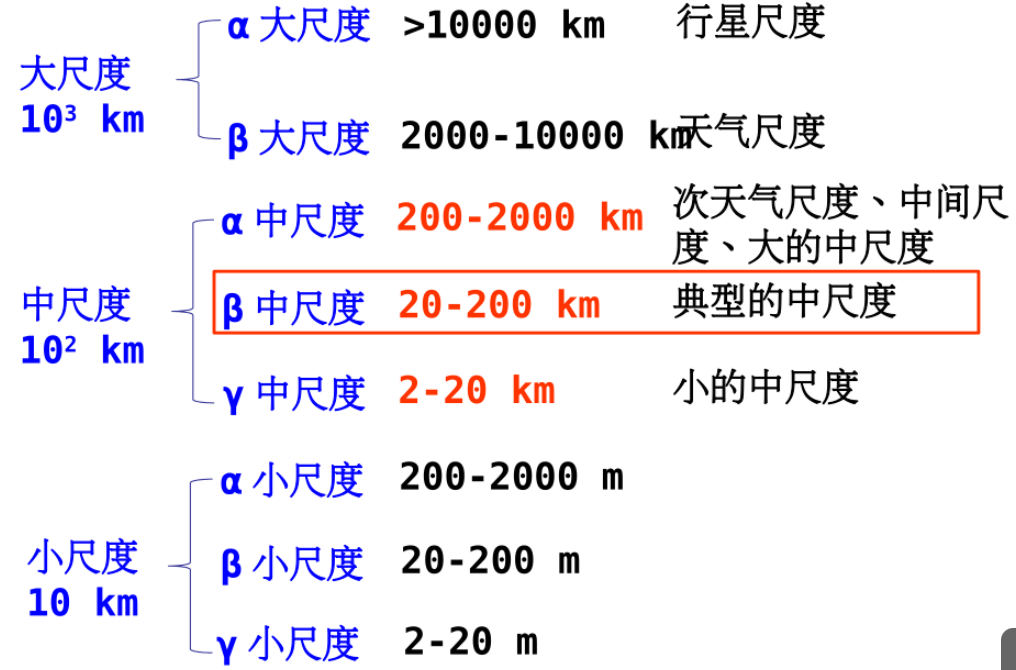 α 大尺度 >10000 km 行星尺度
大尺度
10³ km
β 大尺度 2000-10000 km 天气尺度
α 中尺度 200-2000 km 次天气尺度、中间尺
度、大的中尺度
中尺度
10² km
β 中尺度 20-200 km 典型的中尺度
γ 中尺度 2-20 km 小的中尺度
α 小尺度 200-2000 m
小尺度
10 km
β 小尺度 20-200 m
γ 小尺度 2-20 m